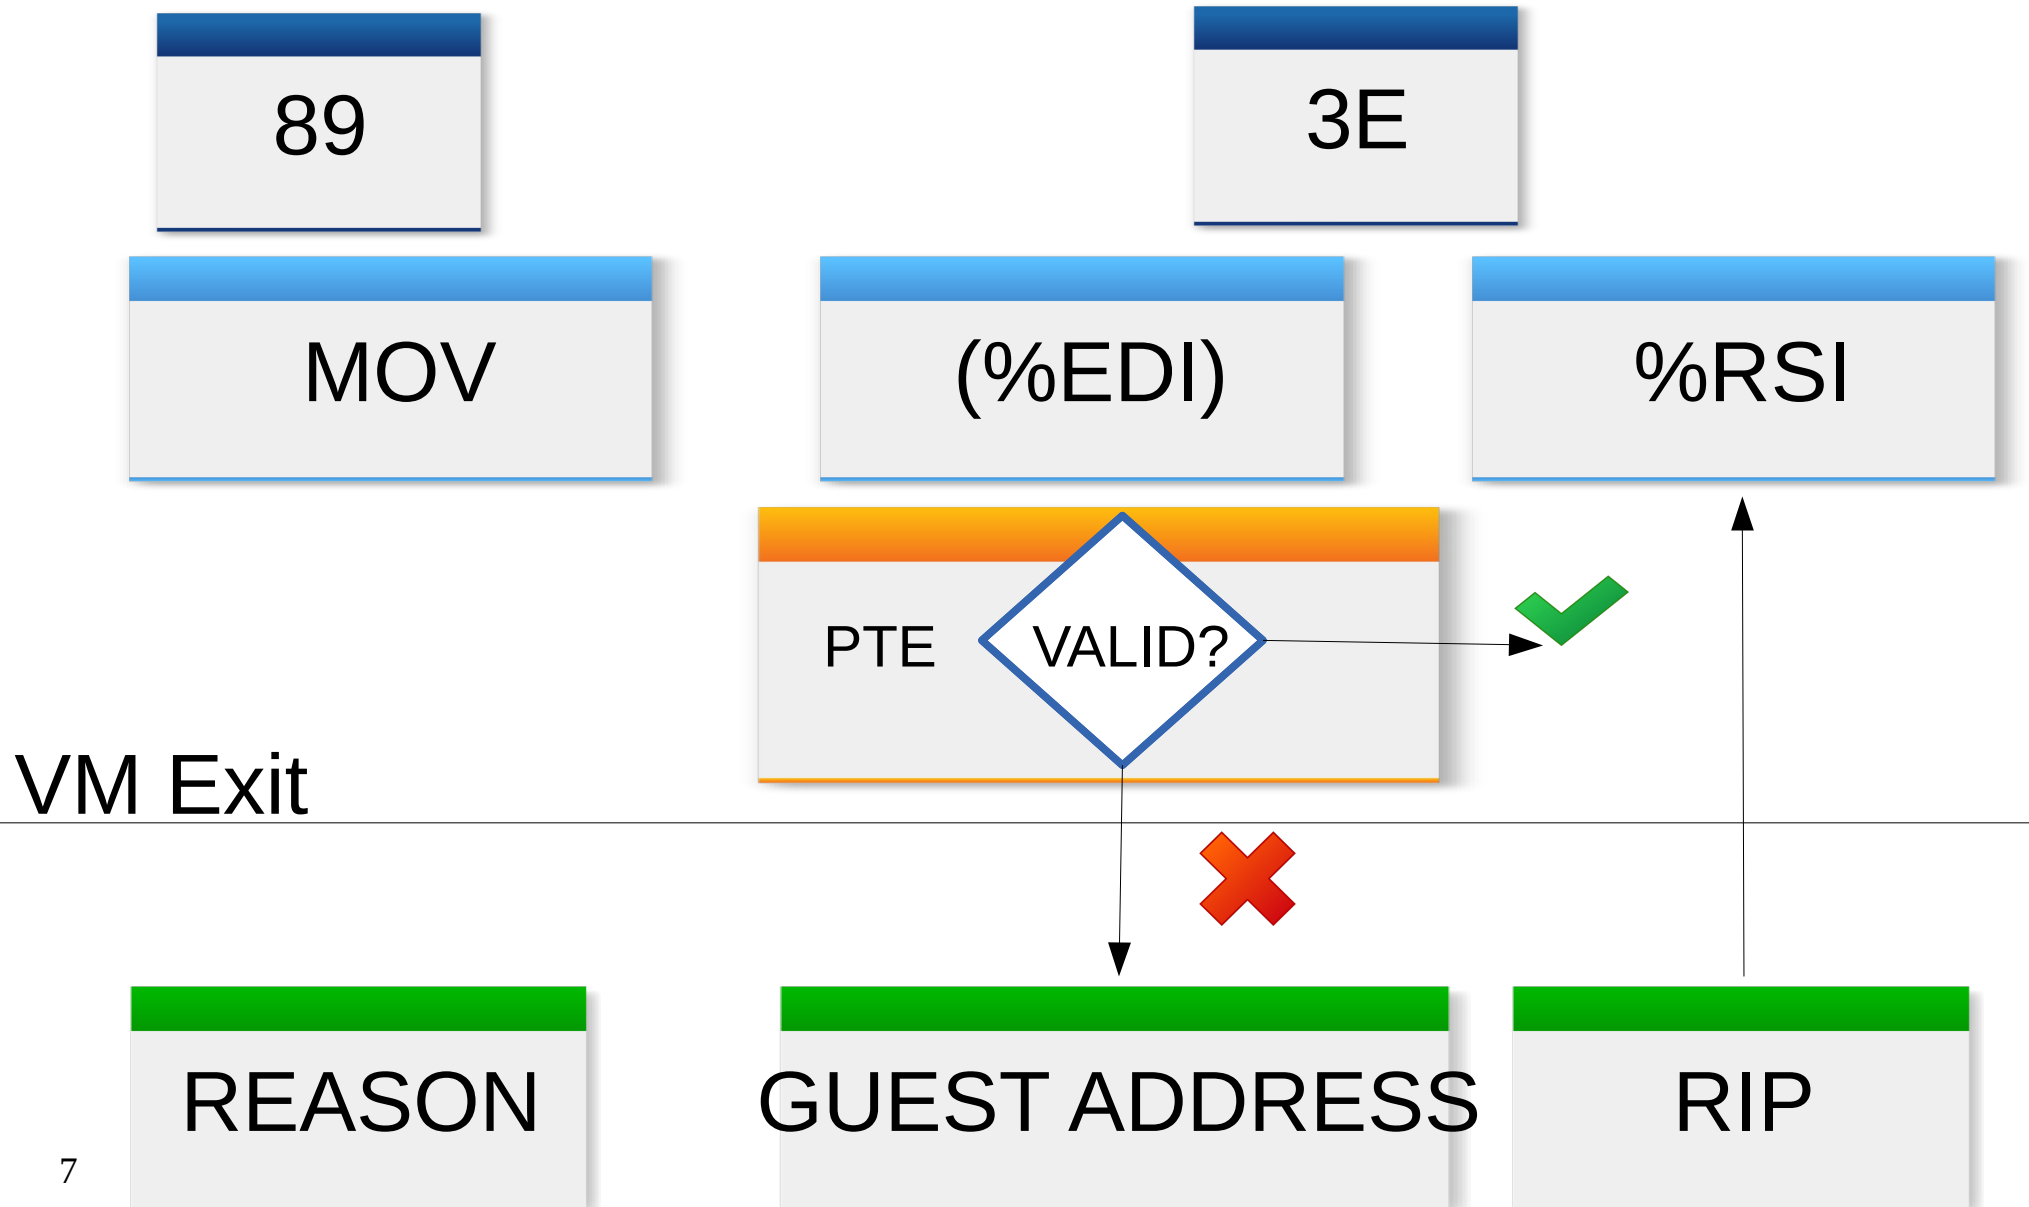 89
3E
MOV
(%EDI)
%RSI
PTE
VALID?
VM Exit
REASON
GUEST ADDRESS
RIP
7